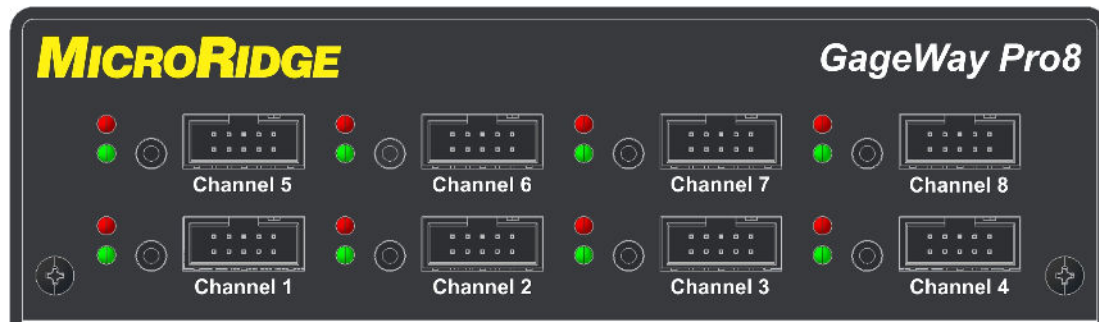 MICRORIDGE
GageWay Pro8
Channel 5
Channel 6
Channel 7
Channel 8
Channel 1
Channel 2
Channel 3
Channel 4